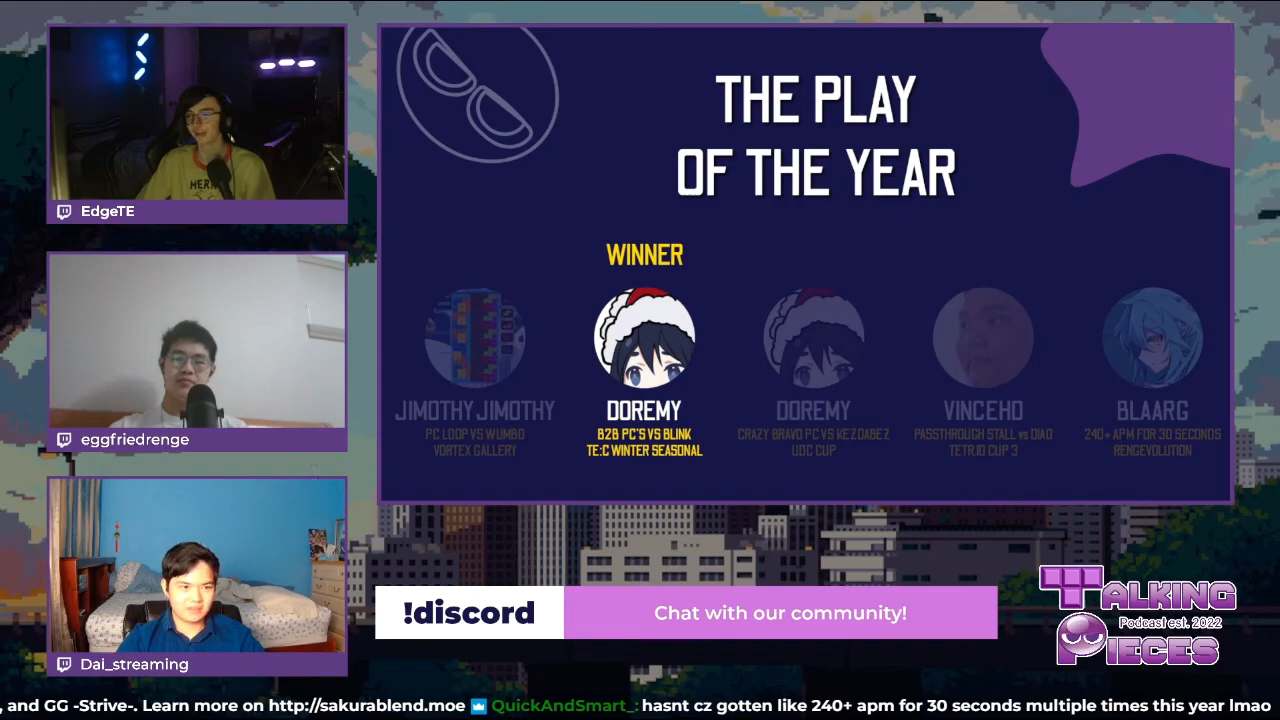 EdgeTE
MERR
eggfriedrenge
Dai_streaming
THE PLAY
OF THE YEAR
WINNER
JIMOTHY JIMOTHY
PC LOOP VS WUMBO
VORTEX GALLERY
DOREMY
B2B PC'S VS BLINK
TE:C WINTER SEASONAL
DOREMY
CRAZY BRAVO PC VS KEZDABEZ
UOC CUP
VINCEHD
PASSTHROUGH STALL vs DIAO
TETR.IO CUP 3
BLAARG
240+ APM FOR 30 SECONDS
RENGEVOLUTION
!discord
Chat with our community!
TALKING
Podcast est. 2022
PIECES
, and GG -Strive-. Learn more on http://sakurablend.moe QuickAndSmart_: hasnt cz gotten like 240+ apm for 30 seconds multiple times this year lmao